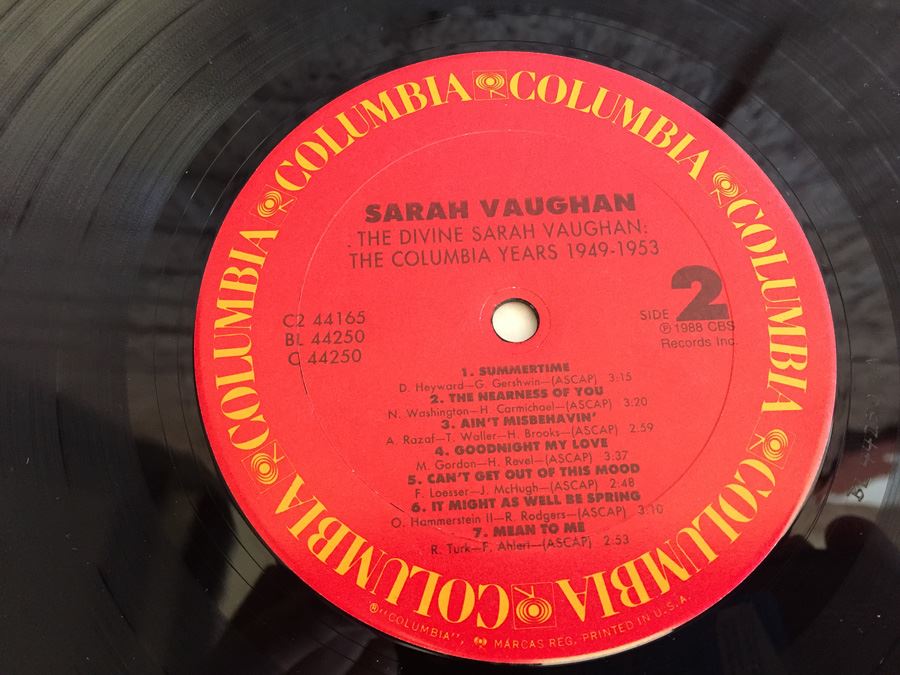 COLUMBIA COLUMBIA COLUMBIA COLUMBIA COLUMBIA COLUMBIA
SARAH VAUGHAN
THE DIVINE SARAH VAUGHAN:
THE COLUMBIA YEARS 1949-1953
C2 44165
BL 44250
C 44250
SIDE 2
℗ 1988 CBS
Records Inc.
1. SUMMERTIME
D. Heyward—G. Gershwin—(ASCAP) 3:15
2. THE NEARNESS OF YOU
N. Washington—H. Carmichael—(ASCAP) 3:20
3. AIN'T MISBEHAVIN'
A. Razaf—T. Waller—H. Brooks—(ASCAP) 2:59
4. GOODNIGHT MY LOVE
M. Gordon—H. Revel—(ASCAP) 3:37
5. CAN'T GET OUT OF THIS MOOD
F. Loesser—J. McHugh—(ASCAP) 2:48
6. IT MIGHT AS WELL BE SPRING
O. Hammerstein II—R. Rodgers—(ASCAP) 3:10
7. MEAN TO ME
R. Turk—F. Ahlert—(ASCAP) 2:53
®"COLUMBIA", MARCAS REG. PRINTED IN U.S.A.